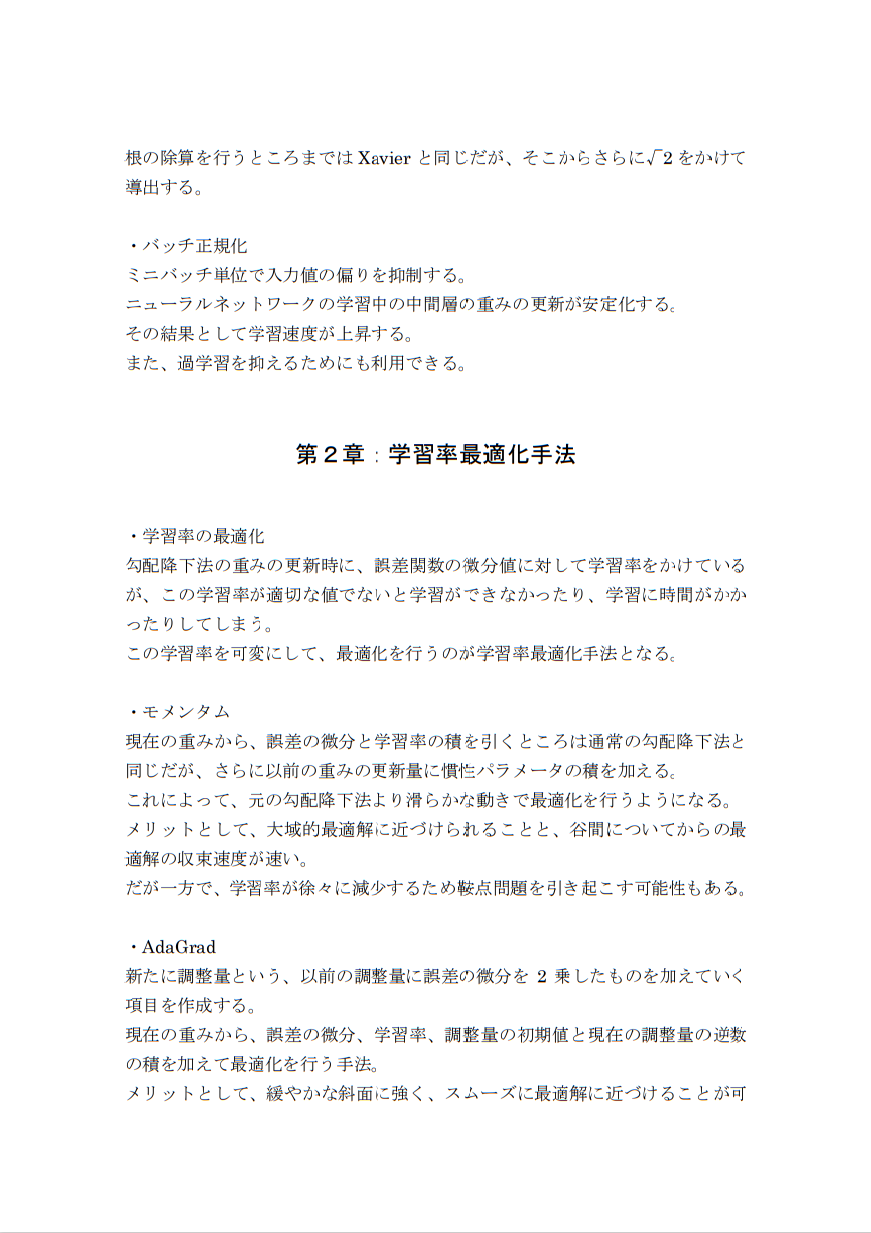 根の除算を行うところまでは Xavier と同じだが、そこからさらに√2 をかけて
導出する。
・バッチ正規化
ミニバッチ単位で入力値の偏りを抑制する。
ニューラルネットワークの学習中の中間層の重みの更新が安定化する。
その結果として学習速度が上昇する。
また、過学習を抑えるためにも利用できる。
第２章：学習率最適化手法
・学習率の最適化
勾配降下法の重みの更新時に、誤差関数の微分値に対して学習率をかけている
が、この学習率が適切な値でないと学習ができなかったり、学習に時間がかか
ったりしてしまう。
この学習率を可変にして、最適化を行うのが学習率最適化手法となる。
・モメンタム
現在の重みから、誤差の微分と学習率の積を引くところは通常の勾配降下法と
同じだが、さらに以前の重みの更新量に慣性パラメータの積を加える。
これによって、元の勾配降下法より滑らかな動きで最適化を行うようになる。
メリットとして、大域的最適解に近づけられることと、谷間についてからの最
適解の収束速度が速い。
だが一方で、学習率が徐々に減少するため鞍点問題を引き起こす可能性もある。
・AdaGrad
新たに調整量という、以前の調整量に誤差の微分を 2 乗したものを加えていく
項目を作成する。
現在の重みから、誤差の微分、学習率、調整量の初期値と現在の調整量の逆数
の積を加えて最適化を行う手法。
メリットとして、緩やかな斜面に強く、スムーズに最適解に近づけることが可